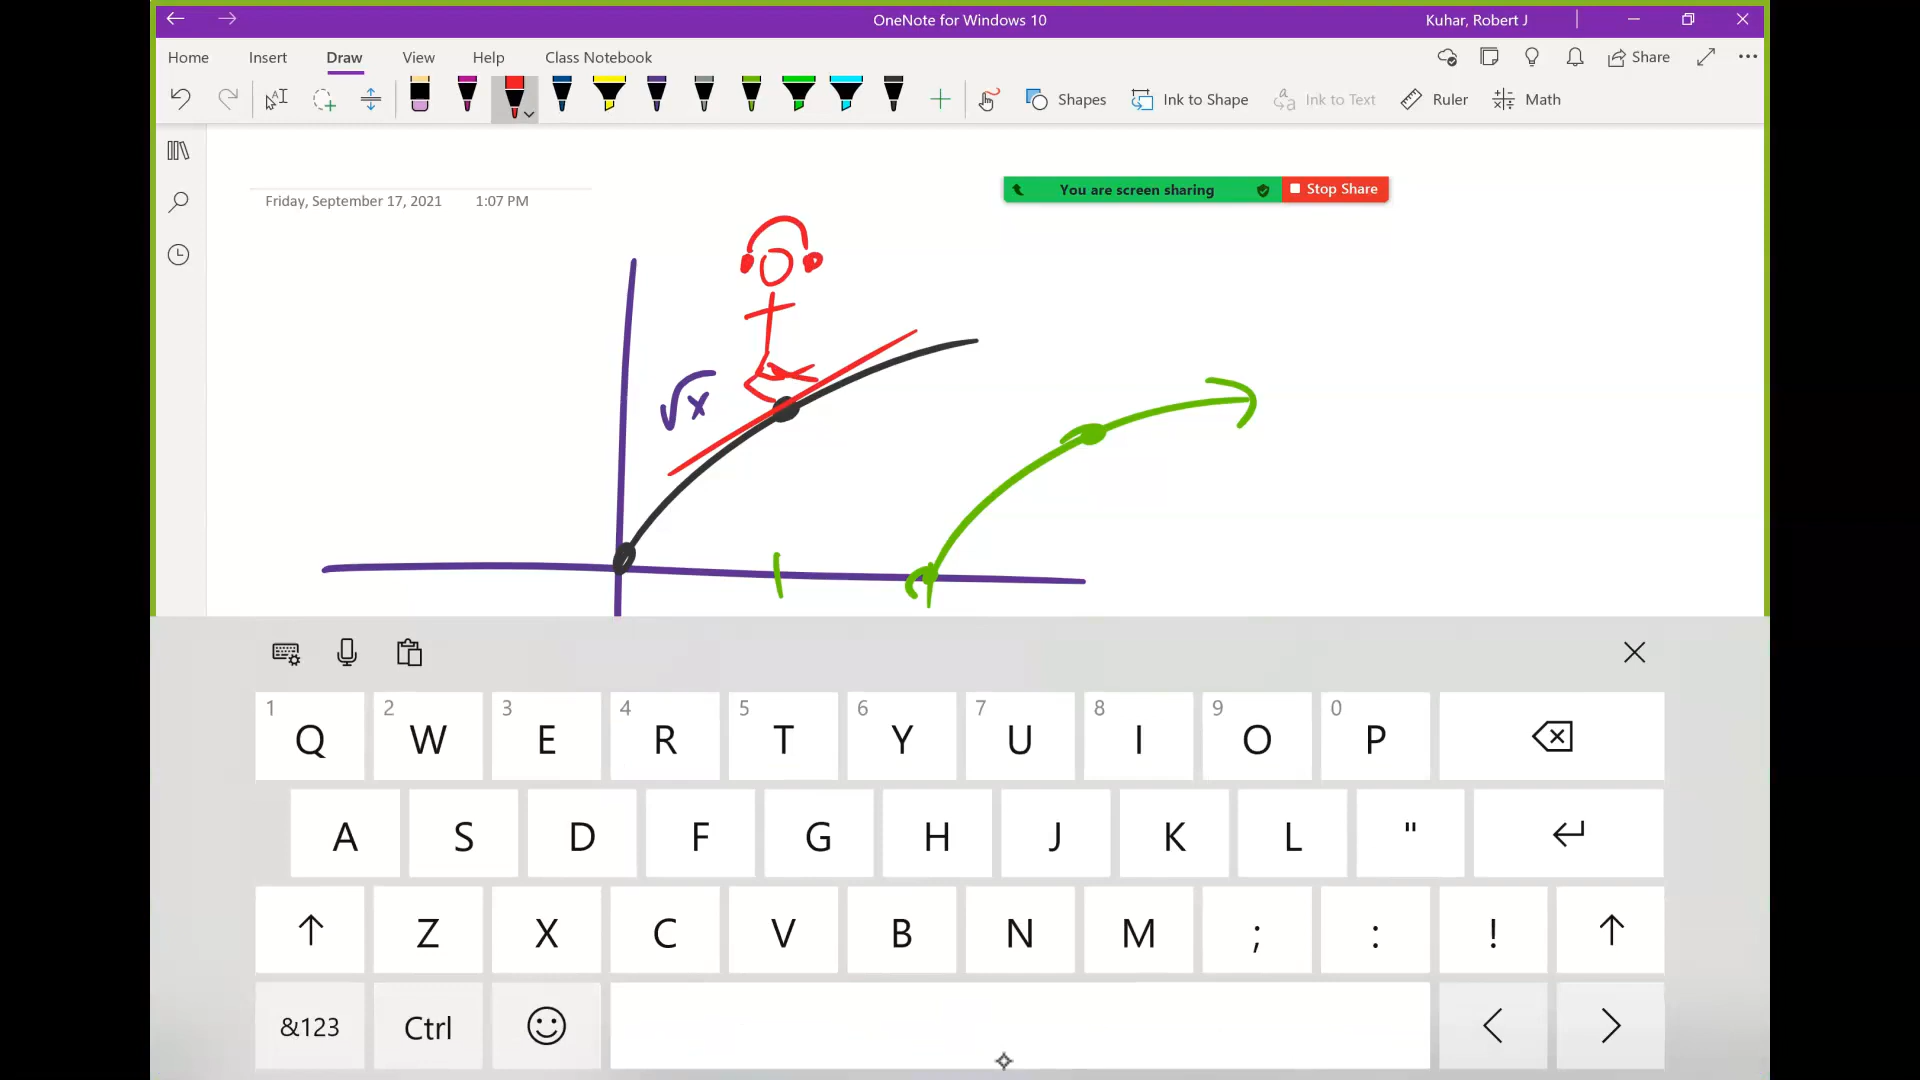 OneNote for Windows 10
Kuhar, Robert J
Home Insert Draw View Help Class Notebook
Share
Shapes Ink to Shape Ink to Text Ruler Math
Friday, September 17, 2021 1:07 PM
You are screen sharing
Stop Share
√x
1 2 3 4 5 6 7 8 9 0
Q W E R T Y U I O P
A S D F G H J K L "
Z X C V B N M ; : !
&123 Ctrl